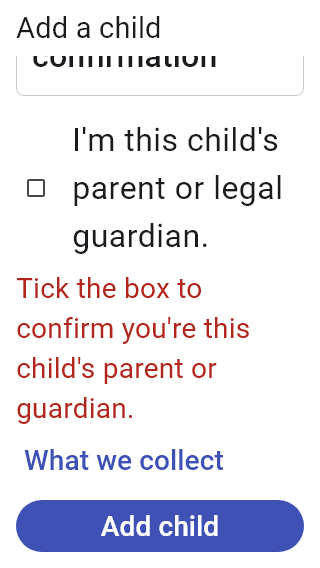 Add a child
confirmation
I'm this child's
parent or legal
guardian.
Tick the box to
confirm you're this
child's parent or
guardian.
What we collect
Add child